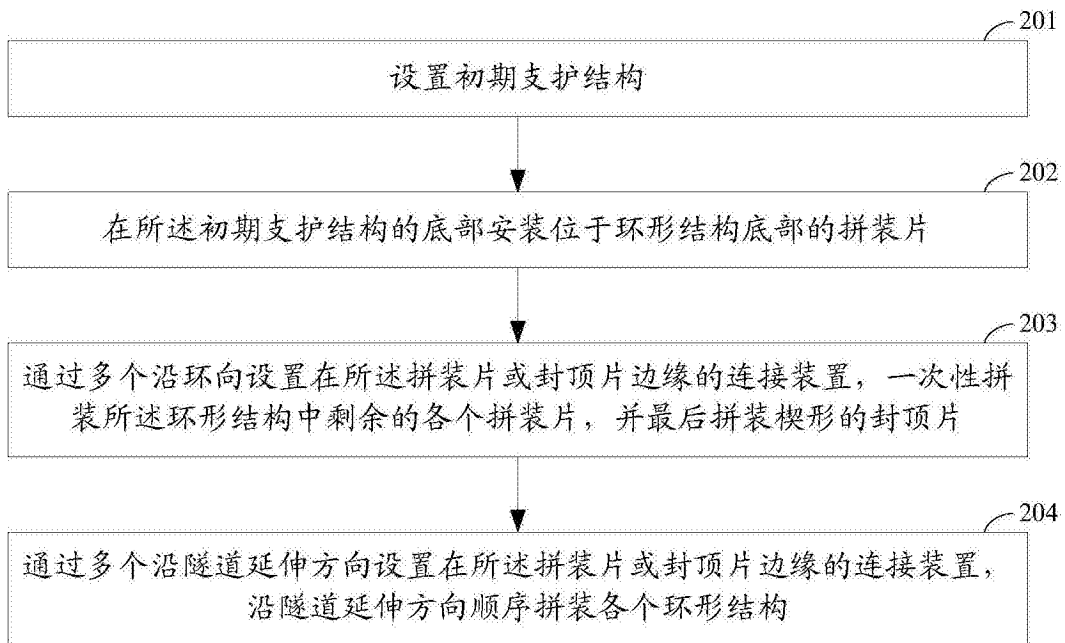 201
设置初期支护结构
202
在所述初期支护结构的底部安装位于环形结构底部的拼装片
203
通过多个沿环向设置在所述拼装片或封顶片边缘的连接装置，一次性拼
装所述环形结构中剩余的各个拼装片，并最后拼装楔形的封顶片
204
通过多个沿隧道延伸方向设置在所述拼装片或封顶片边缘的连接装置，
沿隧道延伸方向顺序拼装各个环形结构